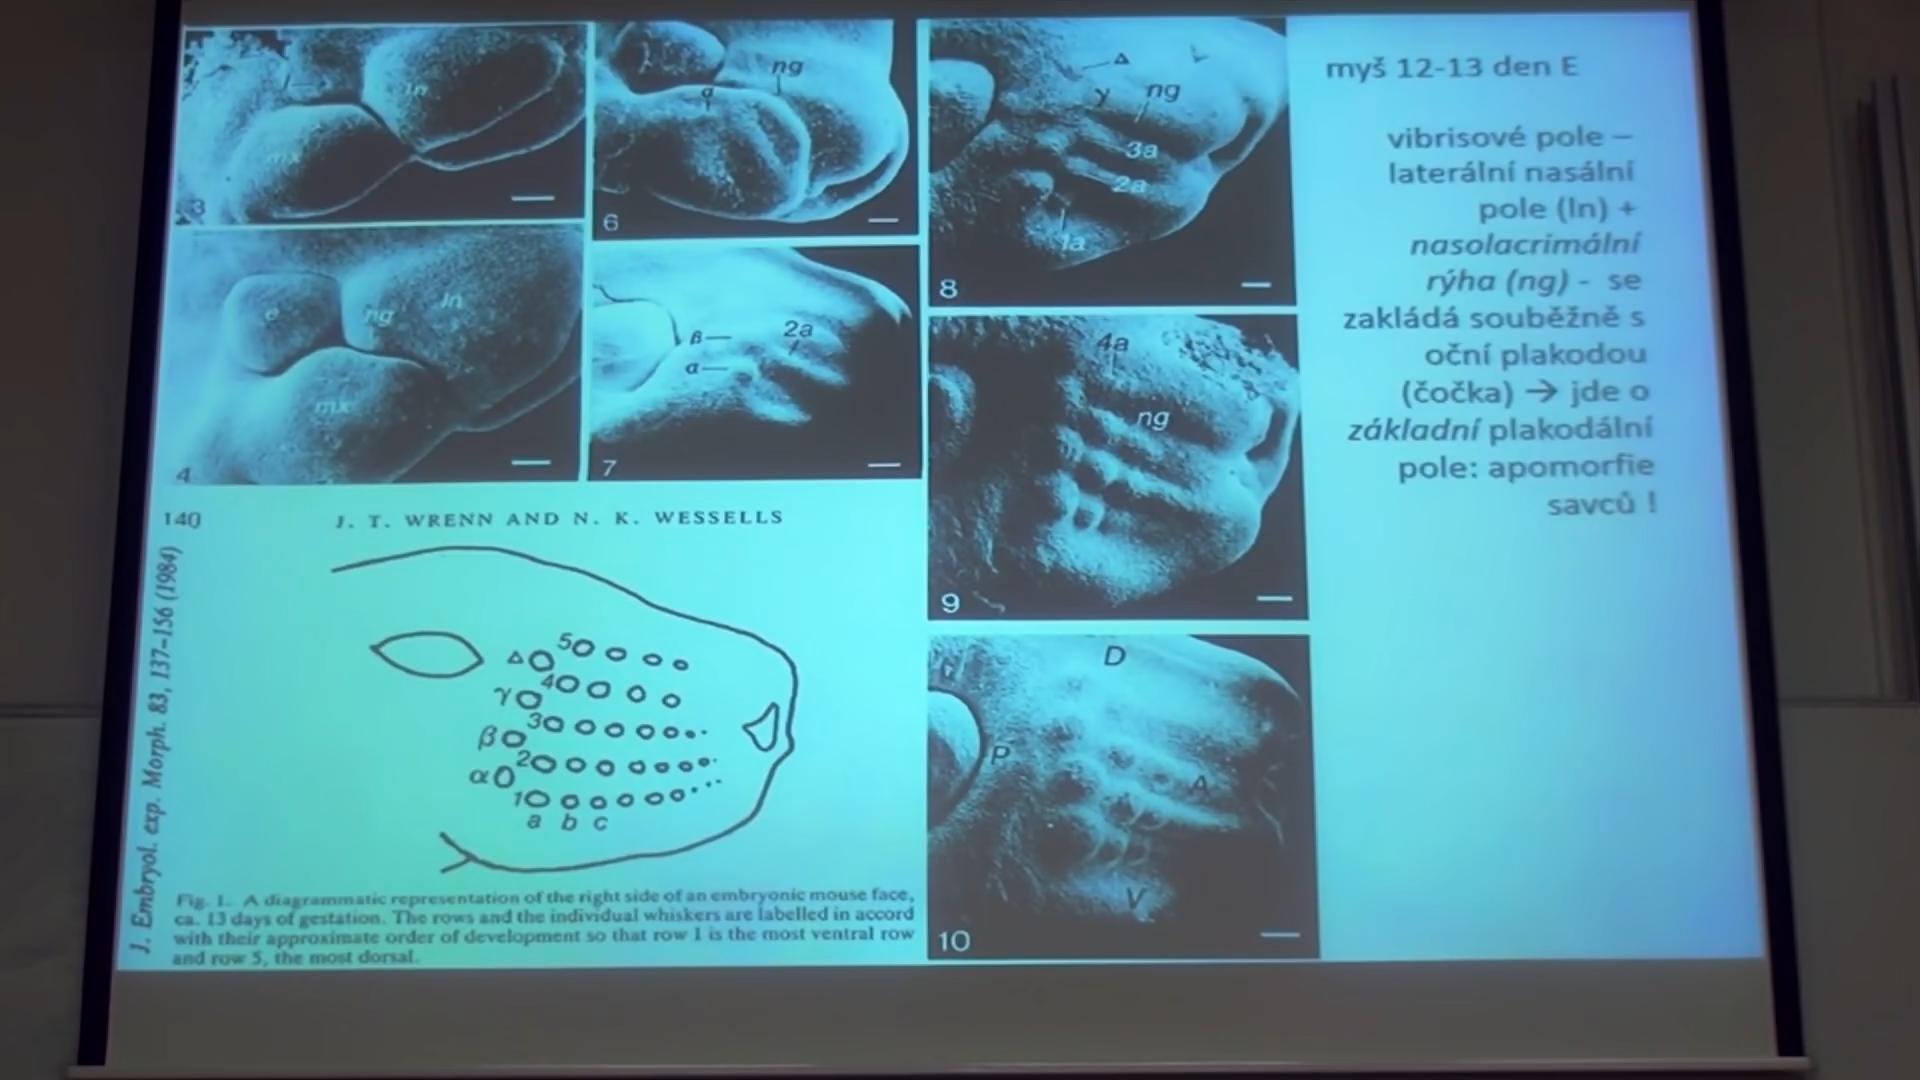 ln
mx
3
ng
α
6
Δ
γ
ng
3a
2a
1a
8
e
ng
ln
mx
4
β
α
2a
7
4a
ng
9
D
P
A
V
10
myš 12-13 den E
vibrisové pole –
laterální nasální
pole (ln) +
nasolacrimální
rýha (ng) - se
zakládá souběžně s
oční plakodou
(čočka) → jde o
základní plakodální
pole: apomorfie
savců !
140
J. T. WRENN AND N. K. WESSELLS
J. Embryol. exp. Morph. 83, 137–156 (1984)
Δ 5
γ 4
β 3
α 2
1
a b c
Fig. 1. A diagrammatic representation of the right side of an embryonic mouse face,
ca. 13 days of gestation. The rows and the individual whiskers are labelled in accord
with their approximate order of development so that row 1 is the most ventral row
and row 5, the most dorsal.